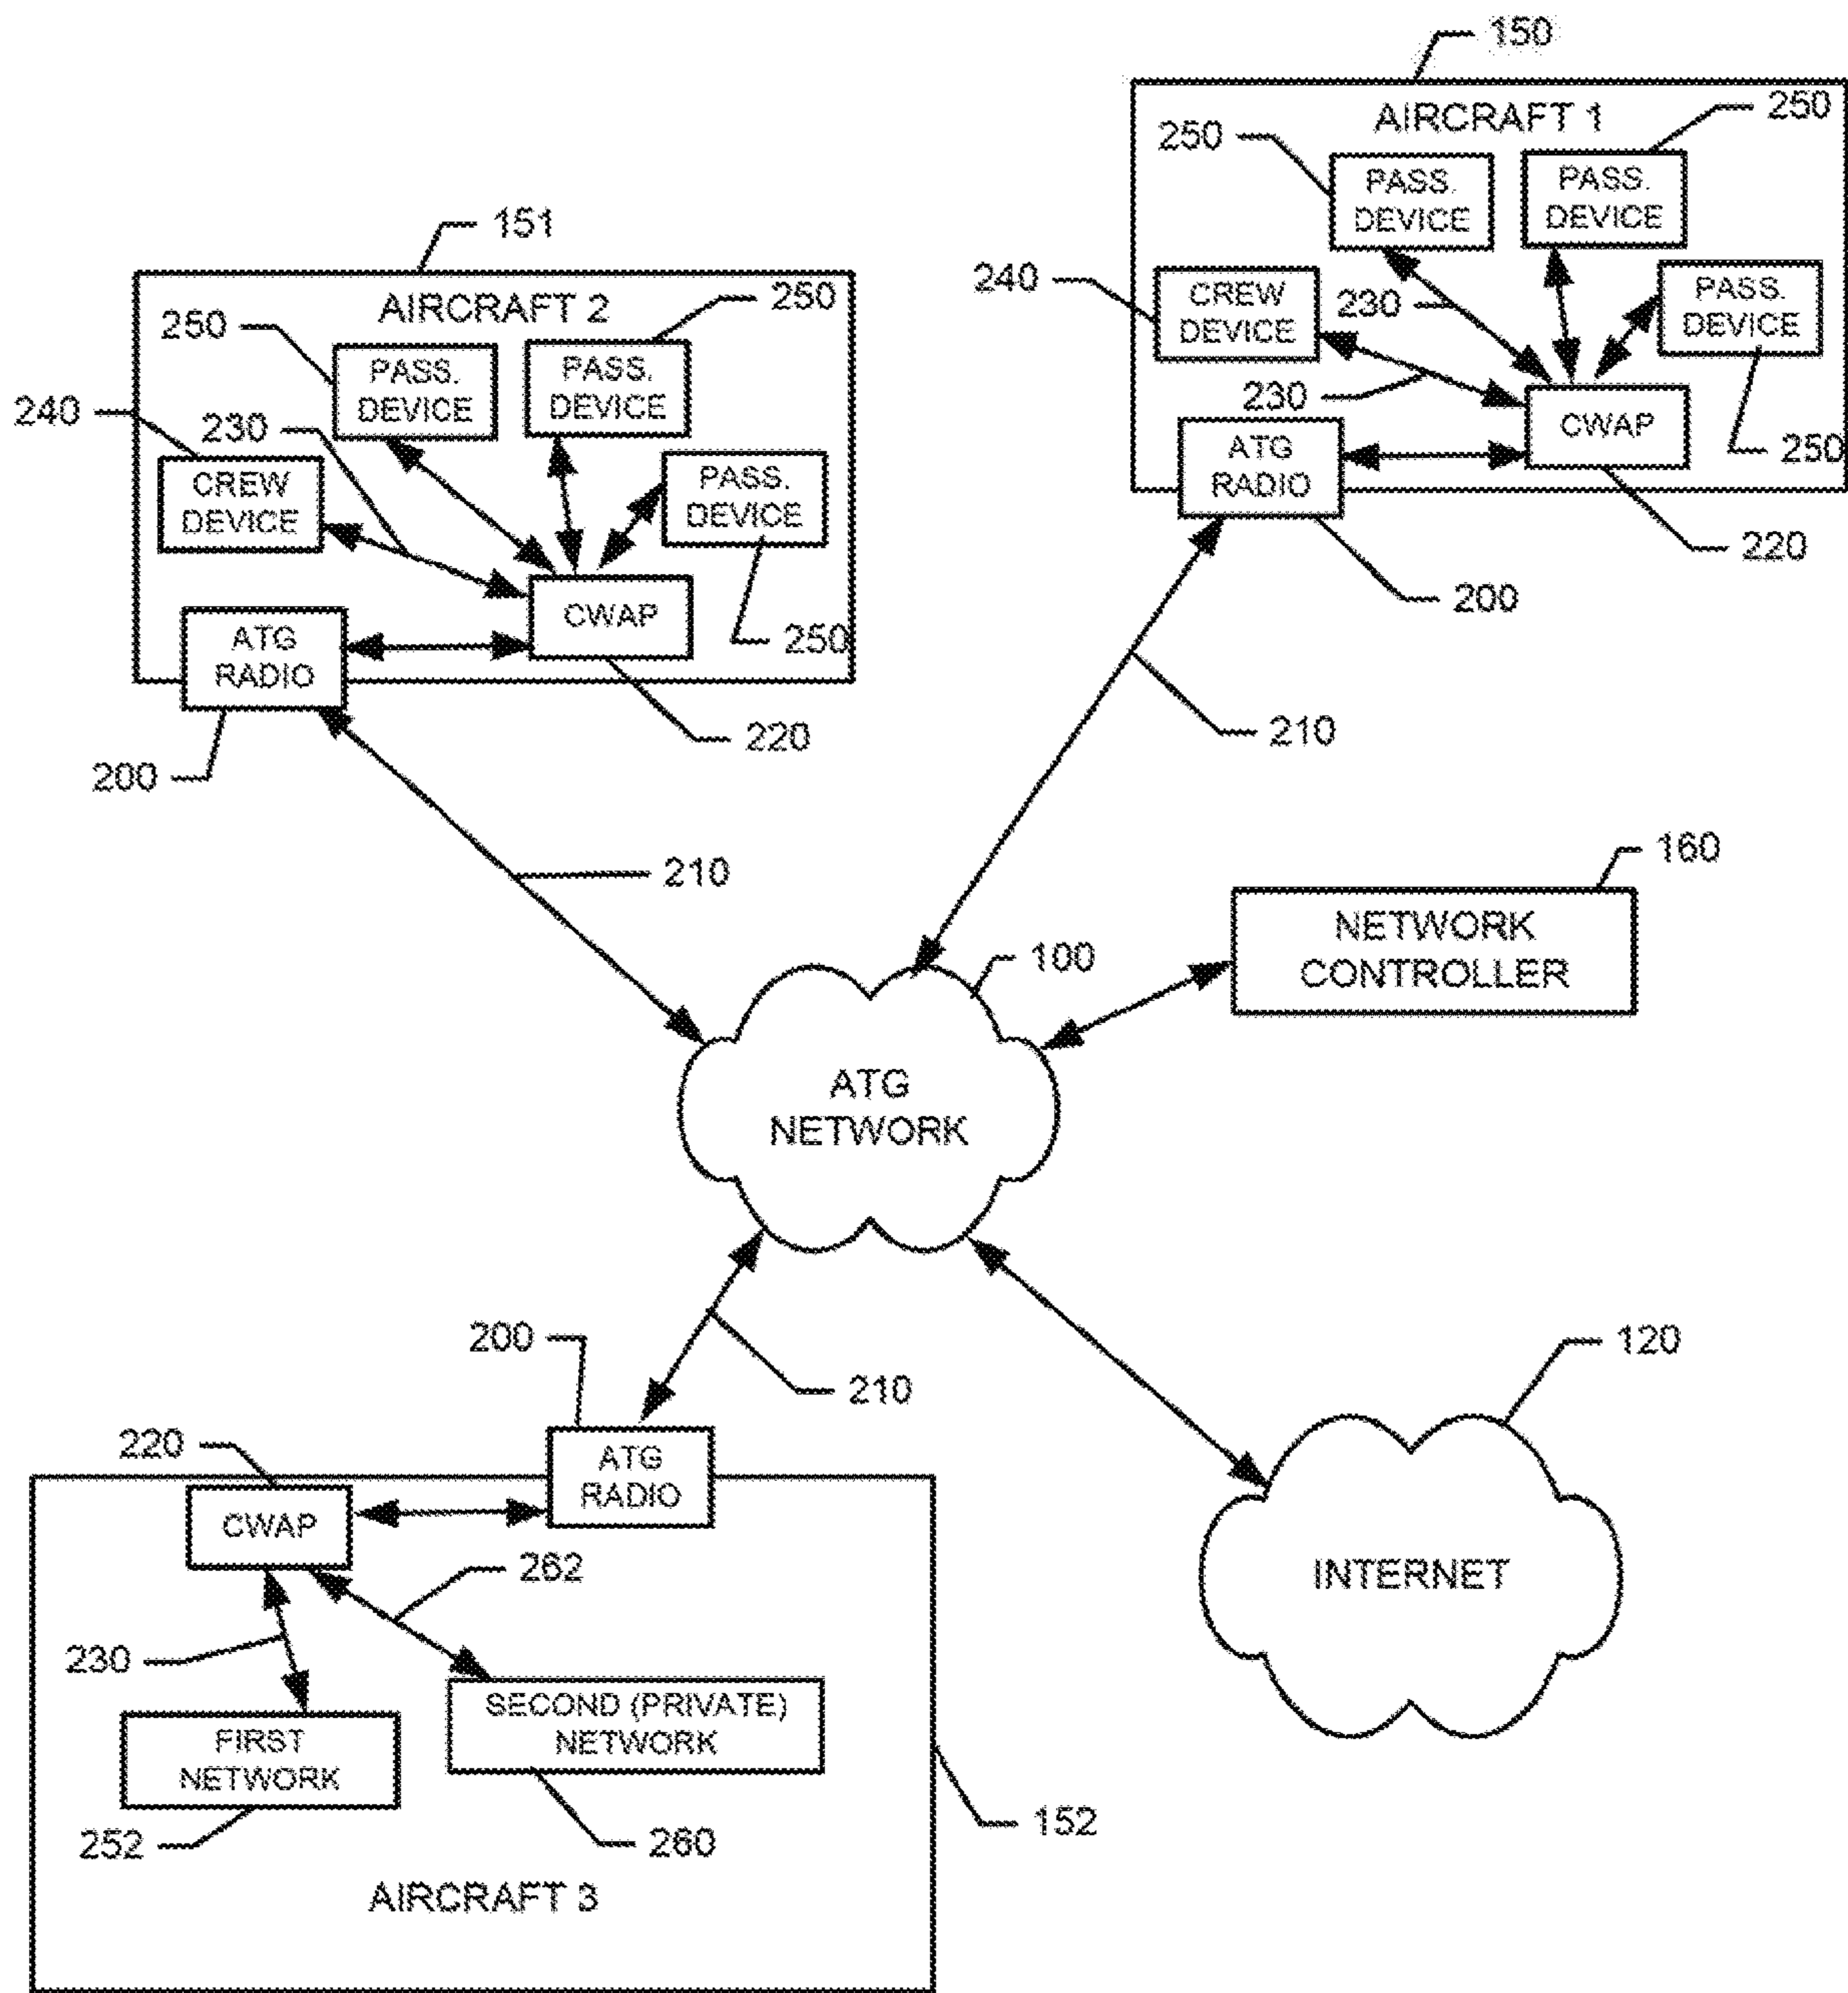 150
AIRCRAFT 1
250
250
PASS.
DEVICE
PASS.
DEVICE
240
CREW
DEVICE
230
PASS.
DEVICE
230
CWAP
250
ATG
RADIO
220
200
151
AIRCRAFT 2
250
250
PASS.
DEVICE
PASS.
DEVICE
240
230
CREW
DEVICE
PASS.
DEVICE
CWAP
250
ATG
RADIO
220
200
210
210
160
NETWORK
CONTROLLER
100
ATG
NETWORK
200
210
120
INTERNET
220
ATG
RADIO
CWAP
262
230
SECOND (PRIVATE)
NETWORK
FIRST
NETWORK
252
260
152
AIRCRAFT 3